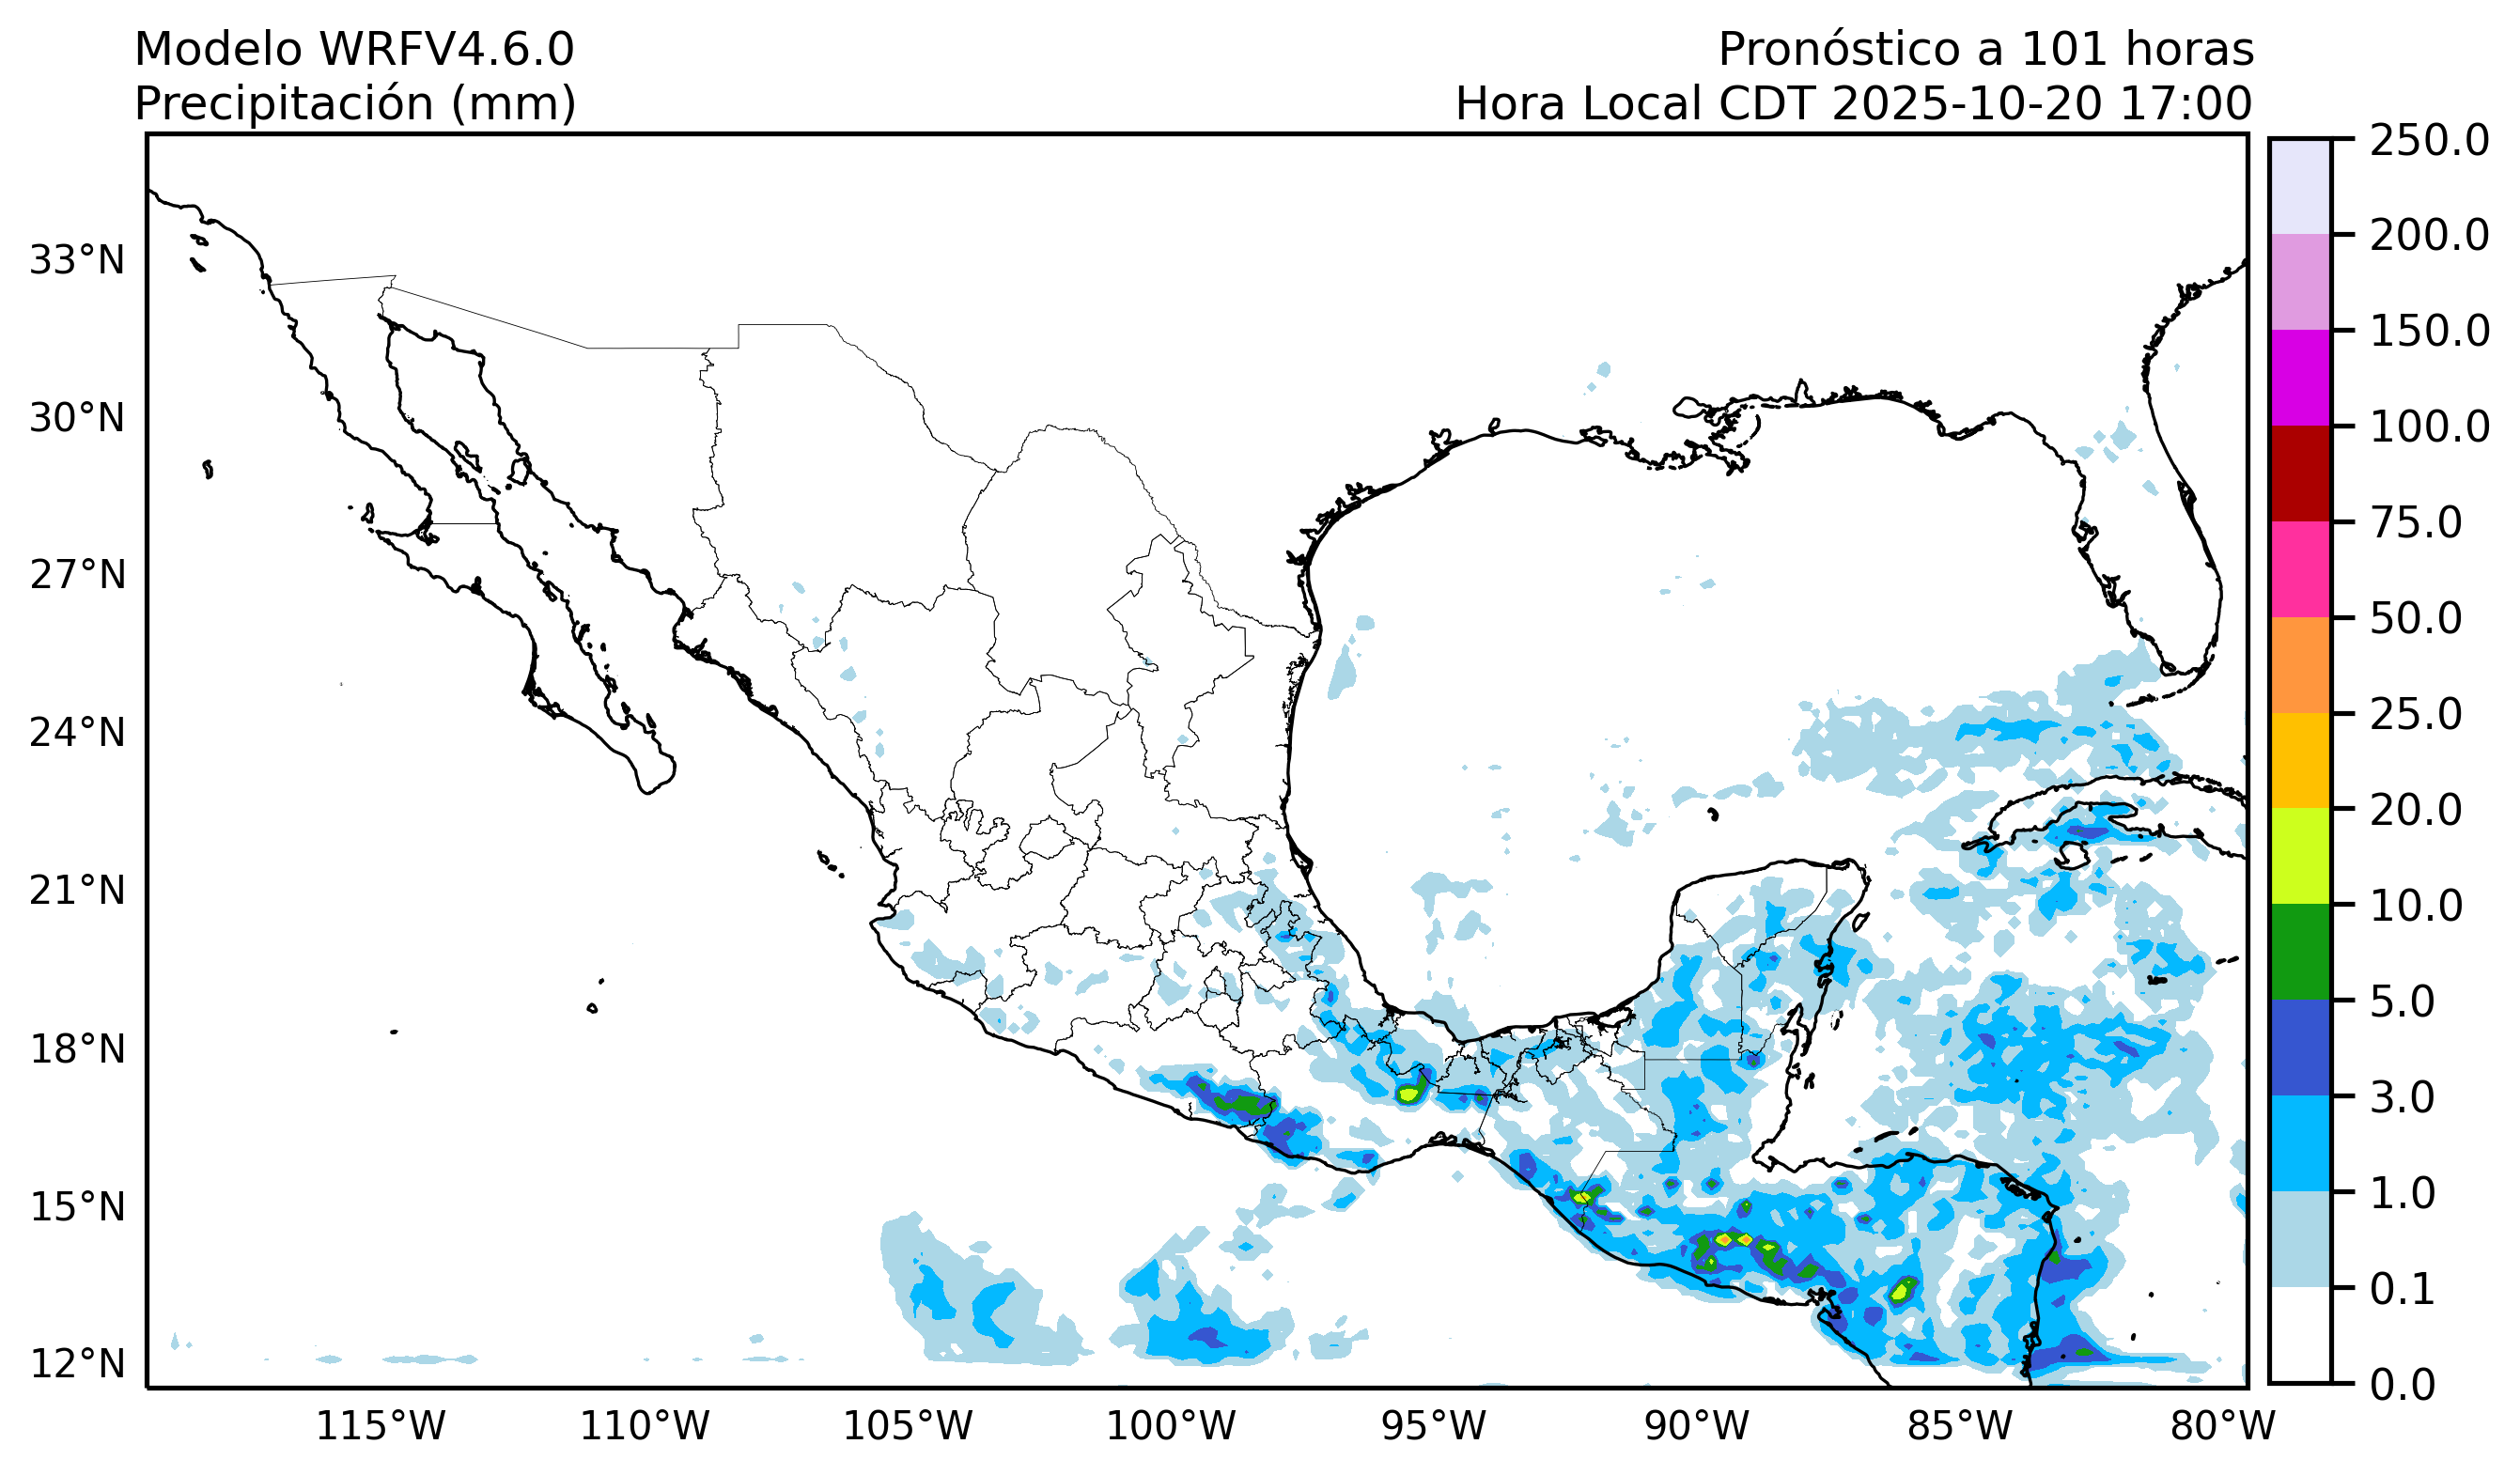 Modelo WRFV4.6.0
Precipitación (mm)
Pronóstico a 101 horas
Hora Local CDT 2025-10-20 17:00
33°N
30°N
27°N
24°N
21°N
18°N
15°N
12°N
115°W
110°W
105°W
100°W
95°W
90°W
85°W
80°W
250.0
200.0
150.0
100.0
75.0
50.0
25.0
20.0
10.0
5.0
3.0
1.0
0.1
0.0